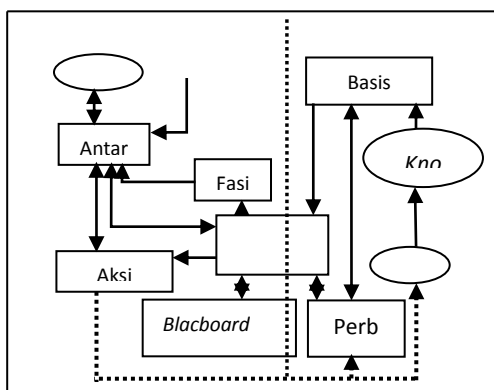 Basis
Antar
Kno
Fasi
Aksi
Blacboard
Perb